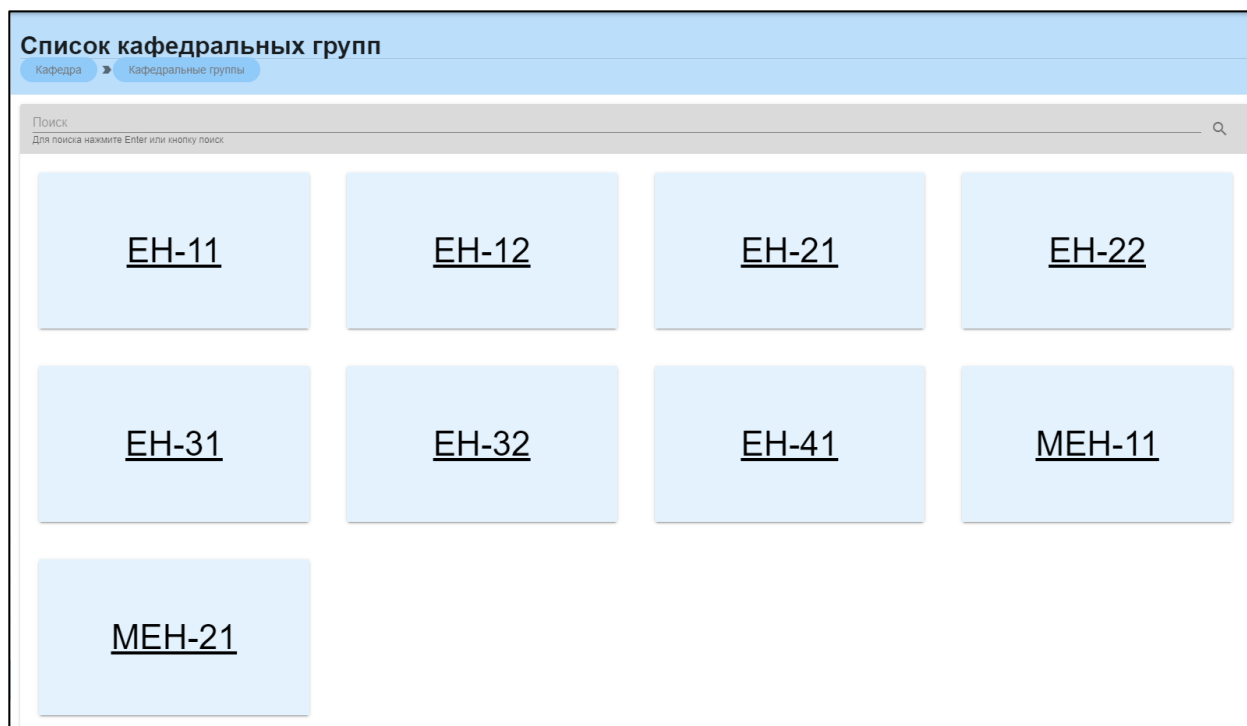 Список кафедральных групп
Кафедра Кафедральные группы
Поиск
Для поиска нажмите Enter или кнопку поиск
ЕН-11 ЕН-12 ЕН-21 ЕН-22
ЕН-31 ЕН-32 ЕН-41 МЕН-11
МЕН-21